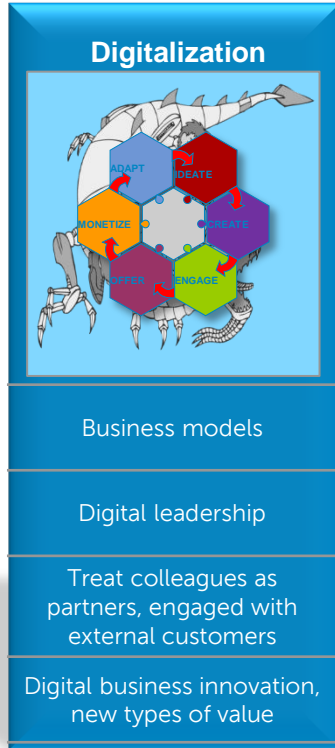 Digitalization
ADAPT
IDEATE
MONETIZE
CREATE
OFFER
ENGAGE
Business models
Digital leadership
Treat colleagues as
partners, engaged with
external customers
Digital business innovation,
new types of value